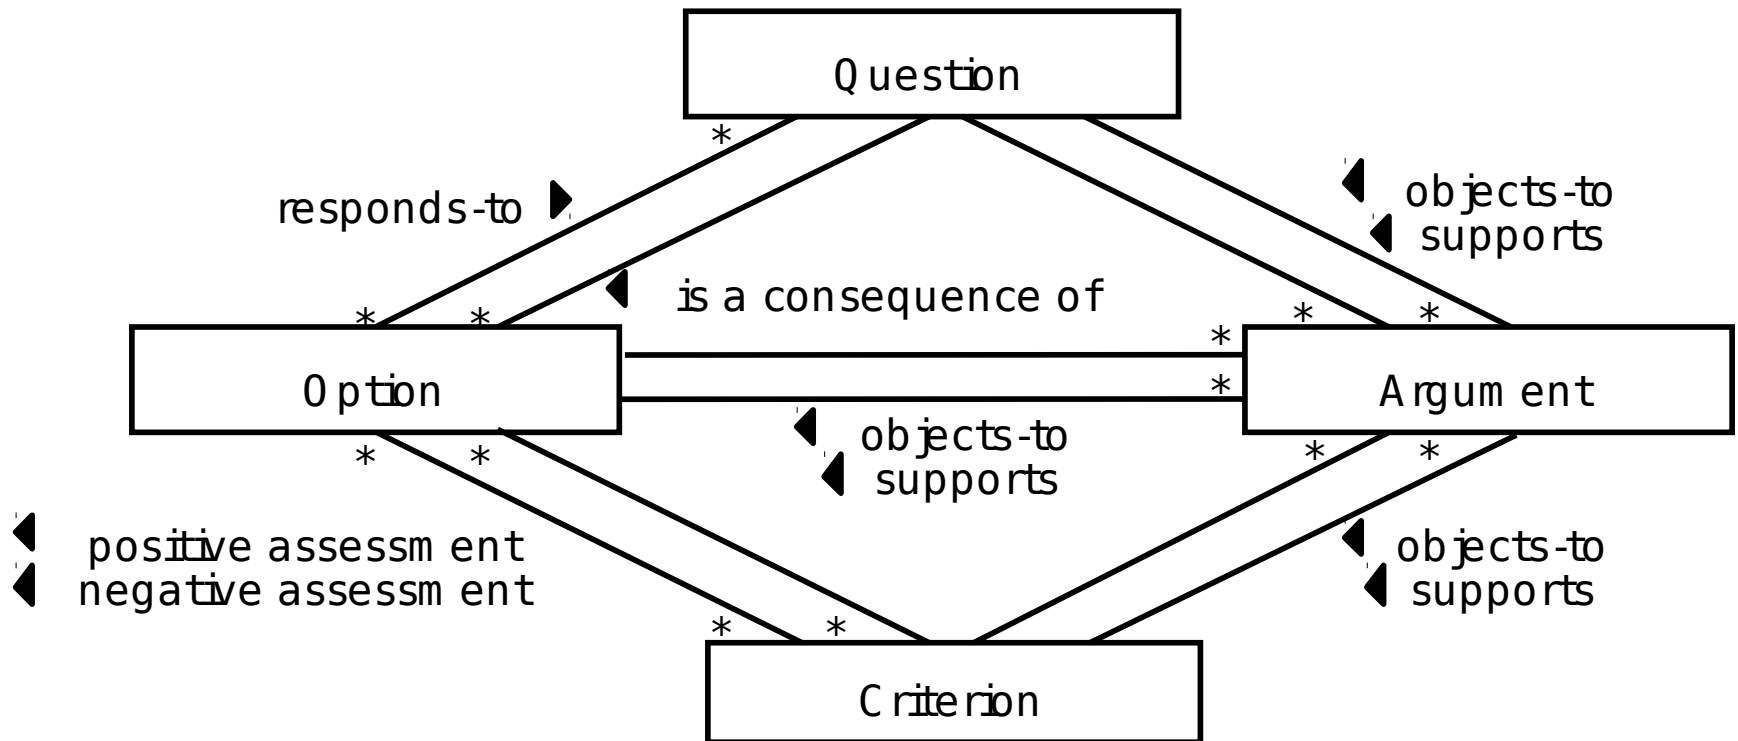 Question
*
responds-to
objects-to
supports
is a consequence of
* * * *
*
Option
Argument
*
objects-to
supports
* * * *
positive assessment
negative assessment
objects-to
supports
* *
Criterion